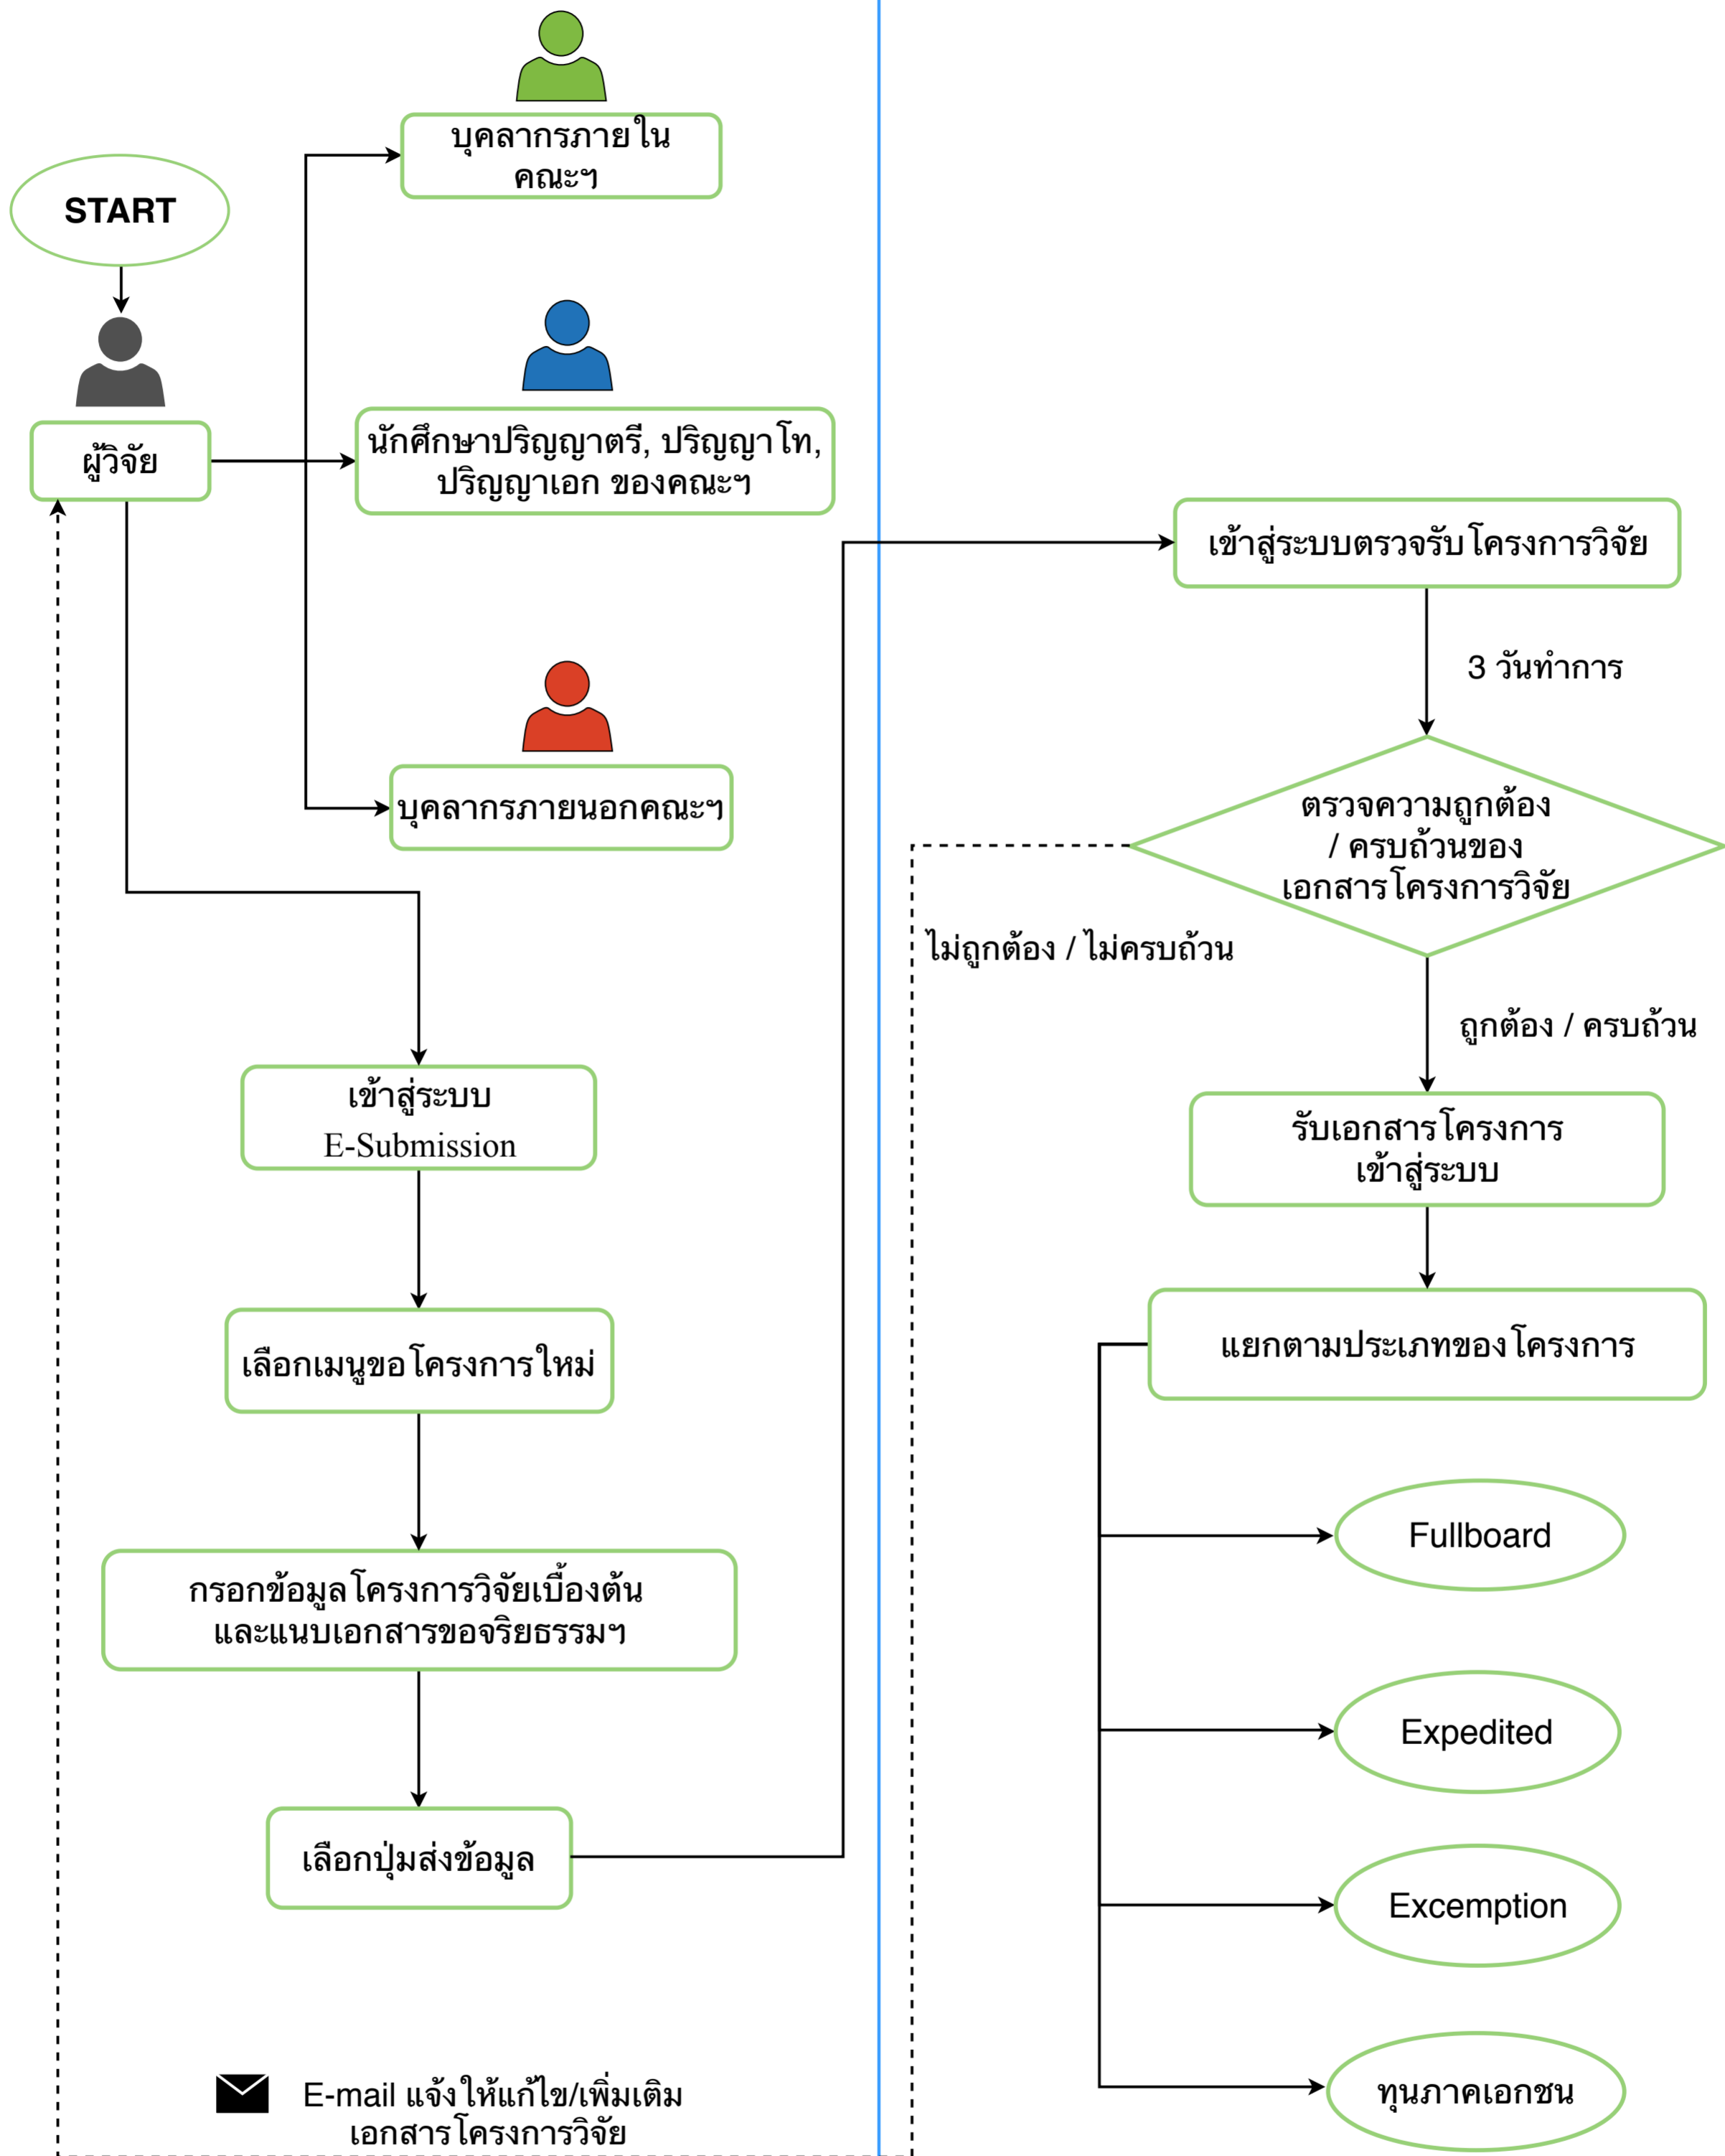 START
ผู้วิจัย
บุคลากรภายใน
คณะฯ
นักศึกษาปริญญาตรี, ปริญญาโท,
ปริญญาเอก ของคณะฯ
บุคลากรภายนอกคณะฯ
เข้าสู่ระบบ
E-Submission
เลือกเมนูขอโครงการใหม่
กรอกข้อมูลโครงการวิจัยเบื้องต้น
และแนบเอกสารขอจริยธรรมฯ
เลือกปุ่มส่งข้อมูล
E-mail แจ้งให้แก้ไข/เพิ่มเติม
เอกสารโครงการวิจัย
เข้าสู่ระบบตรวจรับโครงการวิจัย
3 วันทำการ
ตรวจความถูกต้อง
/ ครบถ้วนของ
เอกสารโครงการวิจัย
ไม่ถูกต้อง / ไม่ครบถ้วน
ถูกต้อง / ครบถ้วน
รับเอกสารโครงการ
เข้าสู่ระบบ
แยกตามประเภทของโครงการ
Fullboard
Expedited
Excemption
ทุนภาคเอกชน